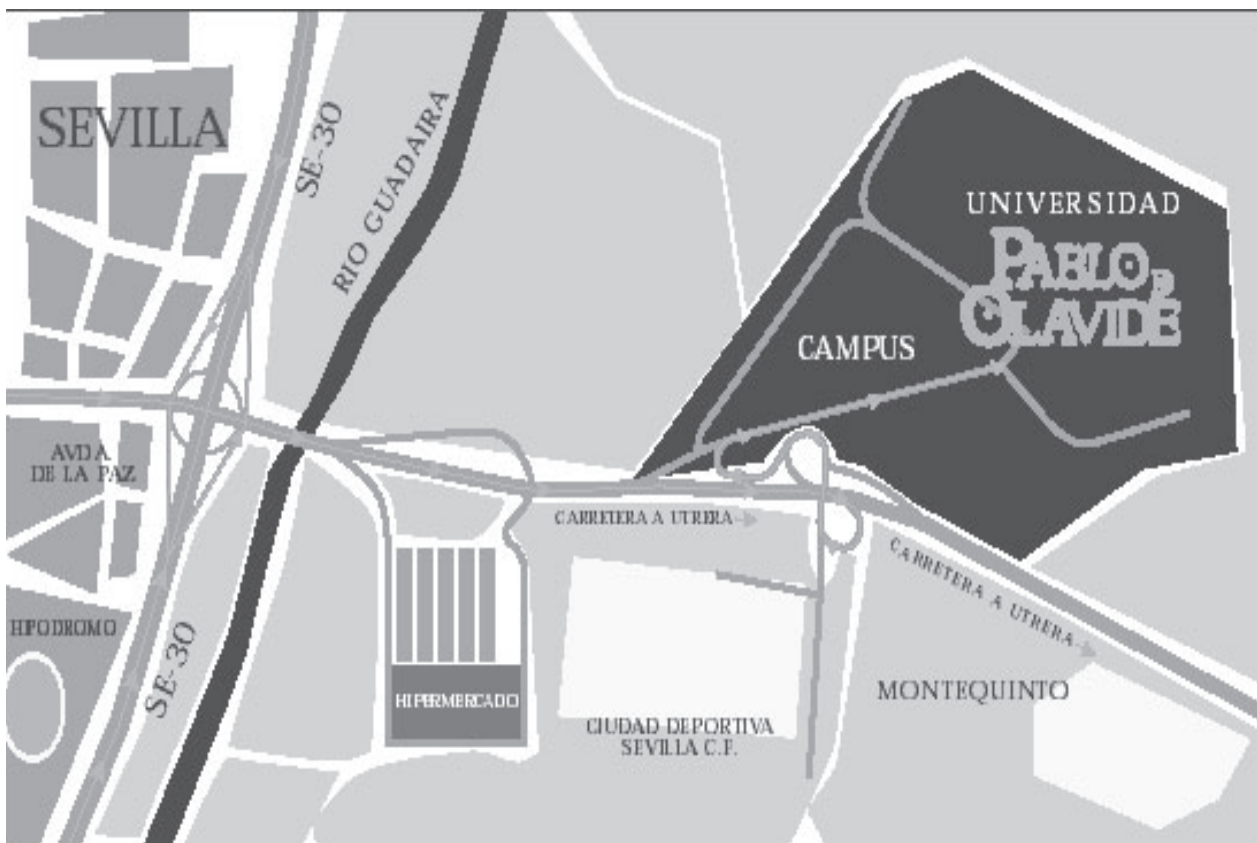 SEVILLA
SE-30
RIO GUADAIRA
UNIVERSIDAD
PABLO DE
OLAVIDE
CAMPUS
AVDA.
DE LA PAZ
CARRETERA A UTRERA
CARRETERA A UTRERA
HIPODROMO
SE-30
HIPERMERCADO
MONTEQUINTO
CIUDAD DEPORTIVA
SEVILLA C.F.